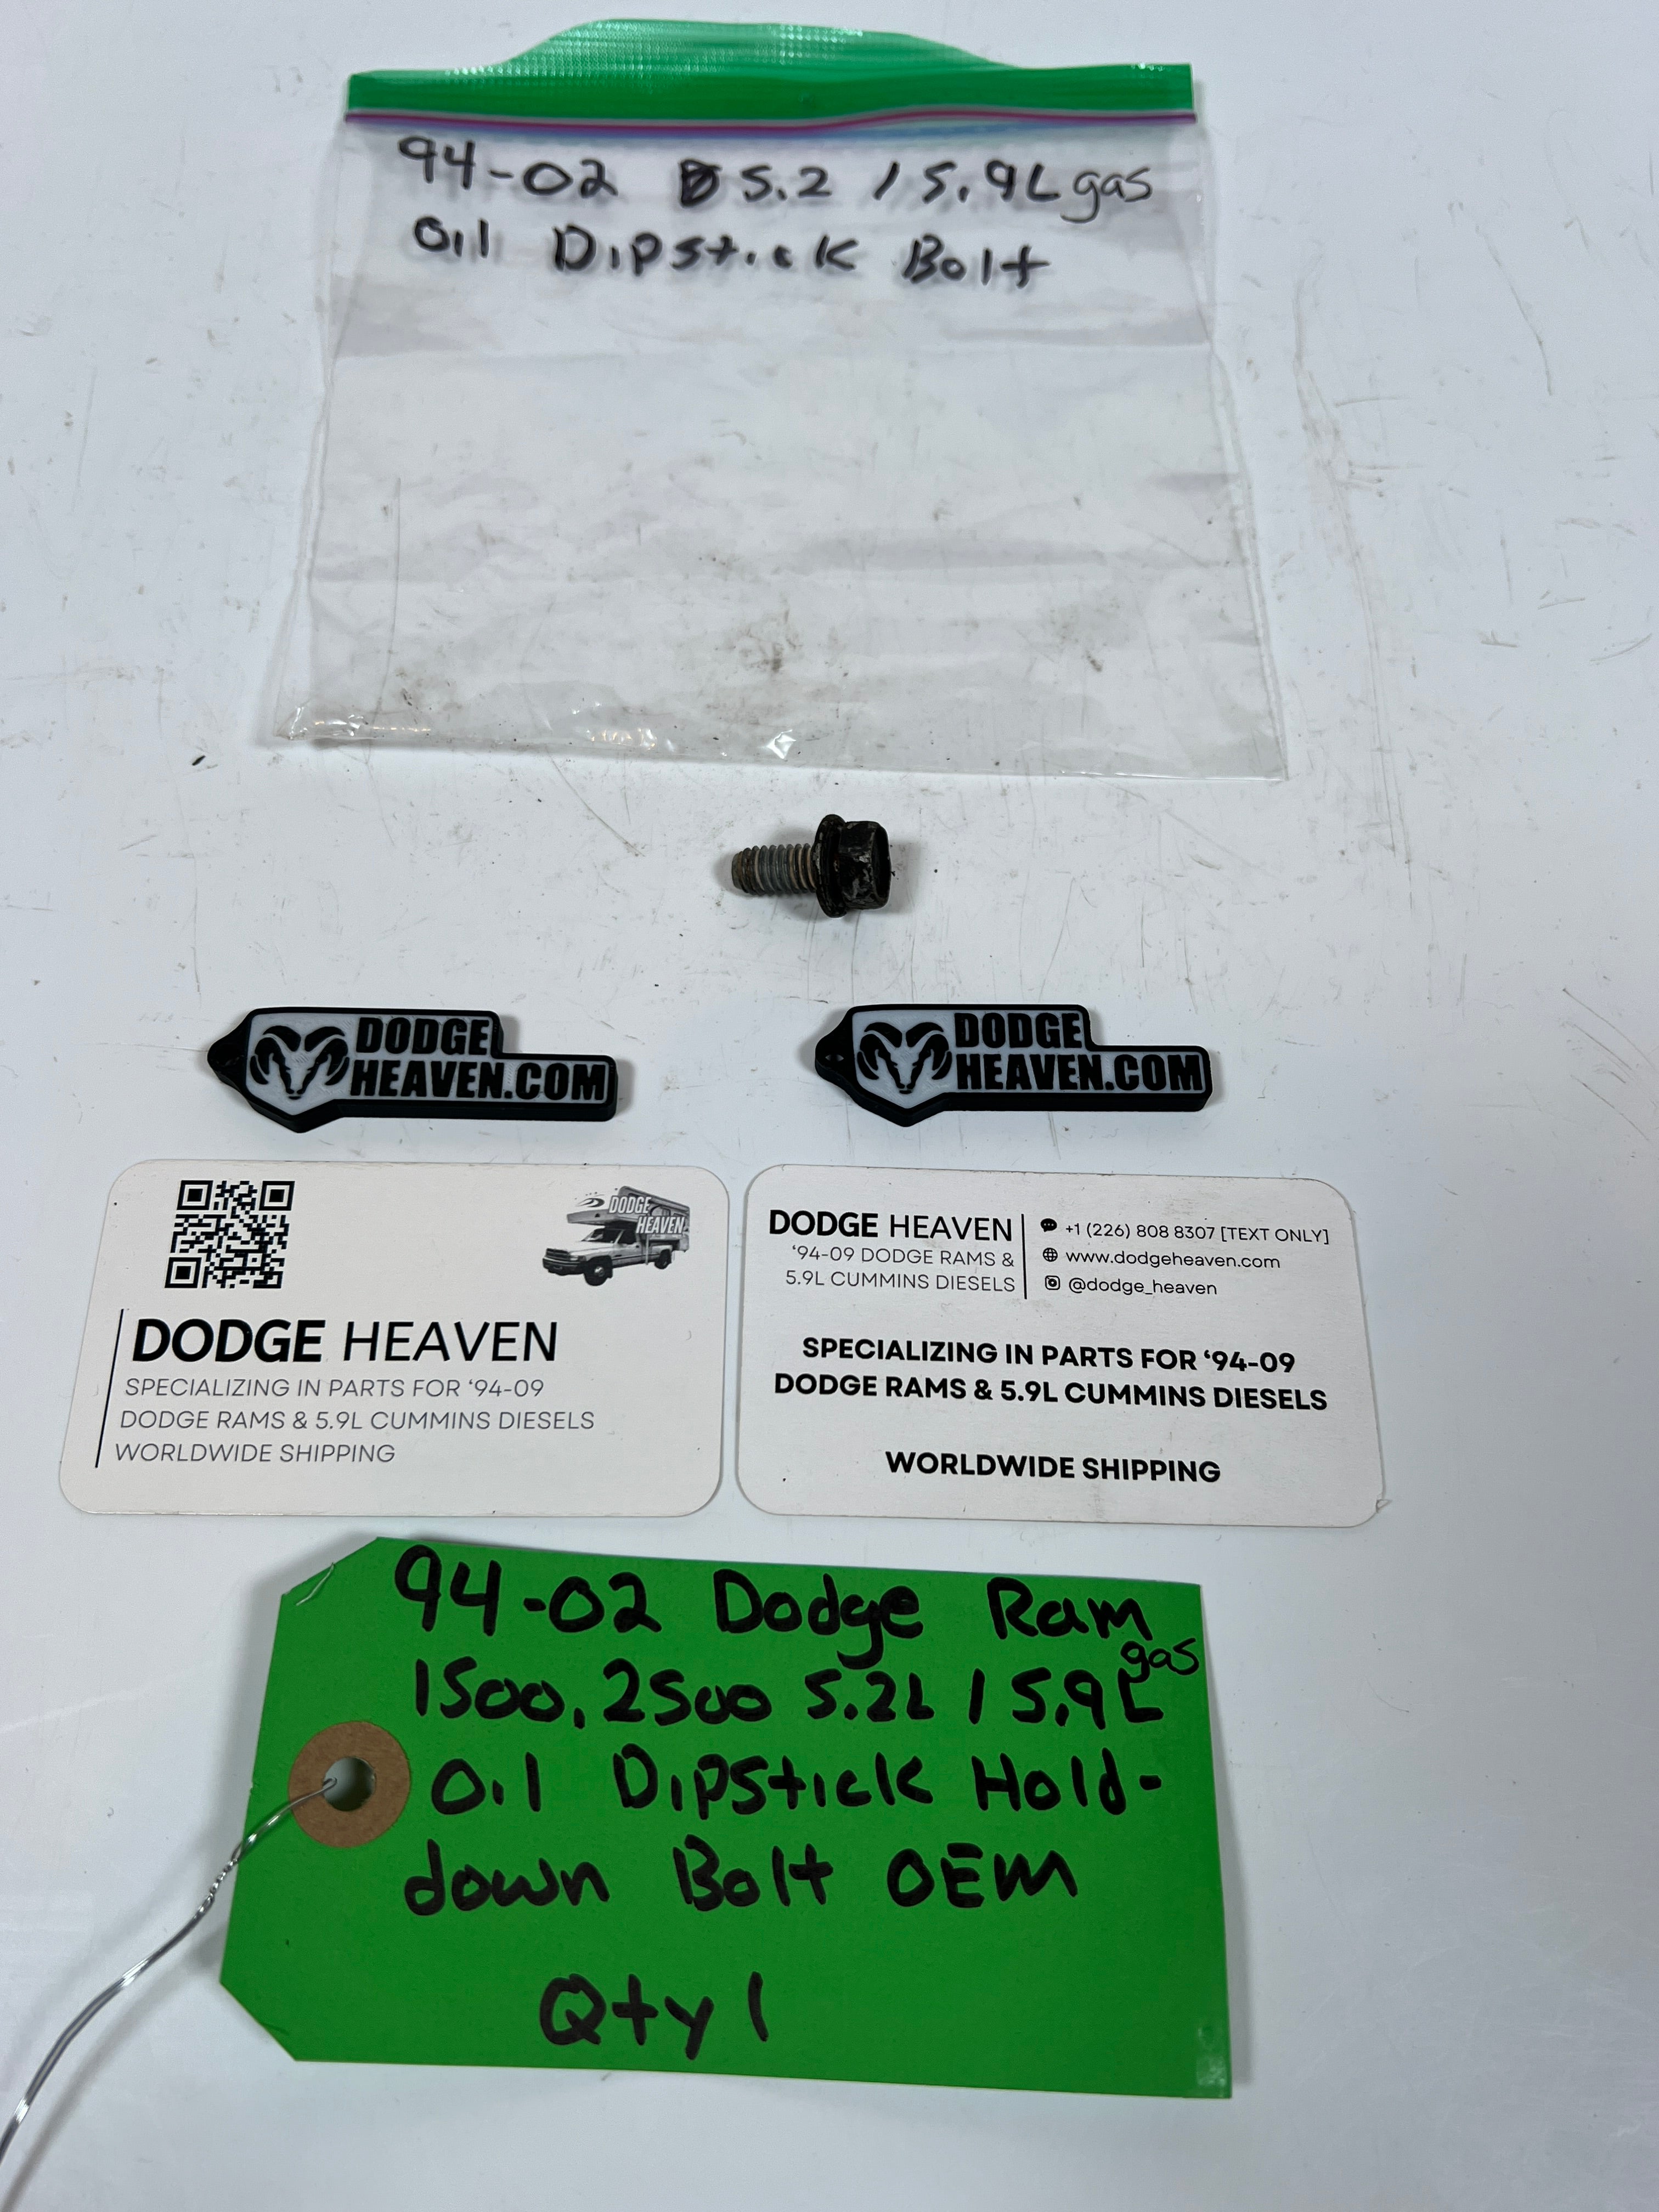 94-02 5.2 / 5.9L gas
Oil Dipstick Bolt
DODGE
HEAVEN.COM
DODGE
HEAVEN.COM
DODGE
HEAVEN
DODGE HEAVEN
SPECIALIZING IN PARTS FOR ‘94-09
DODGE RAMS & 5.9L CUMMINS DIESELS
WORLDWIDE SHIPPING
DODGE HEAVEN
‘94-09 DODGE RAMS &
5.9L CUMMINS DIESELS
+1 (226) 808 8307 [TEXT ONLY]
www.dodgeheaven.com
@dodge_heaven
SPECIALIZING IN PARTS FOR ‘94-09
DODGE RAMS & 5.9L CUMMINS DIESELS
WORLDWIDE SHIPPING
94-02 Dodge Ram
1500, 2500 5.2L / 5.9L gas
Oil Dipstick Hold-
down Bolt OEM
Qty 1